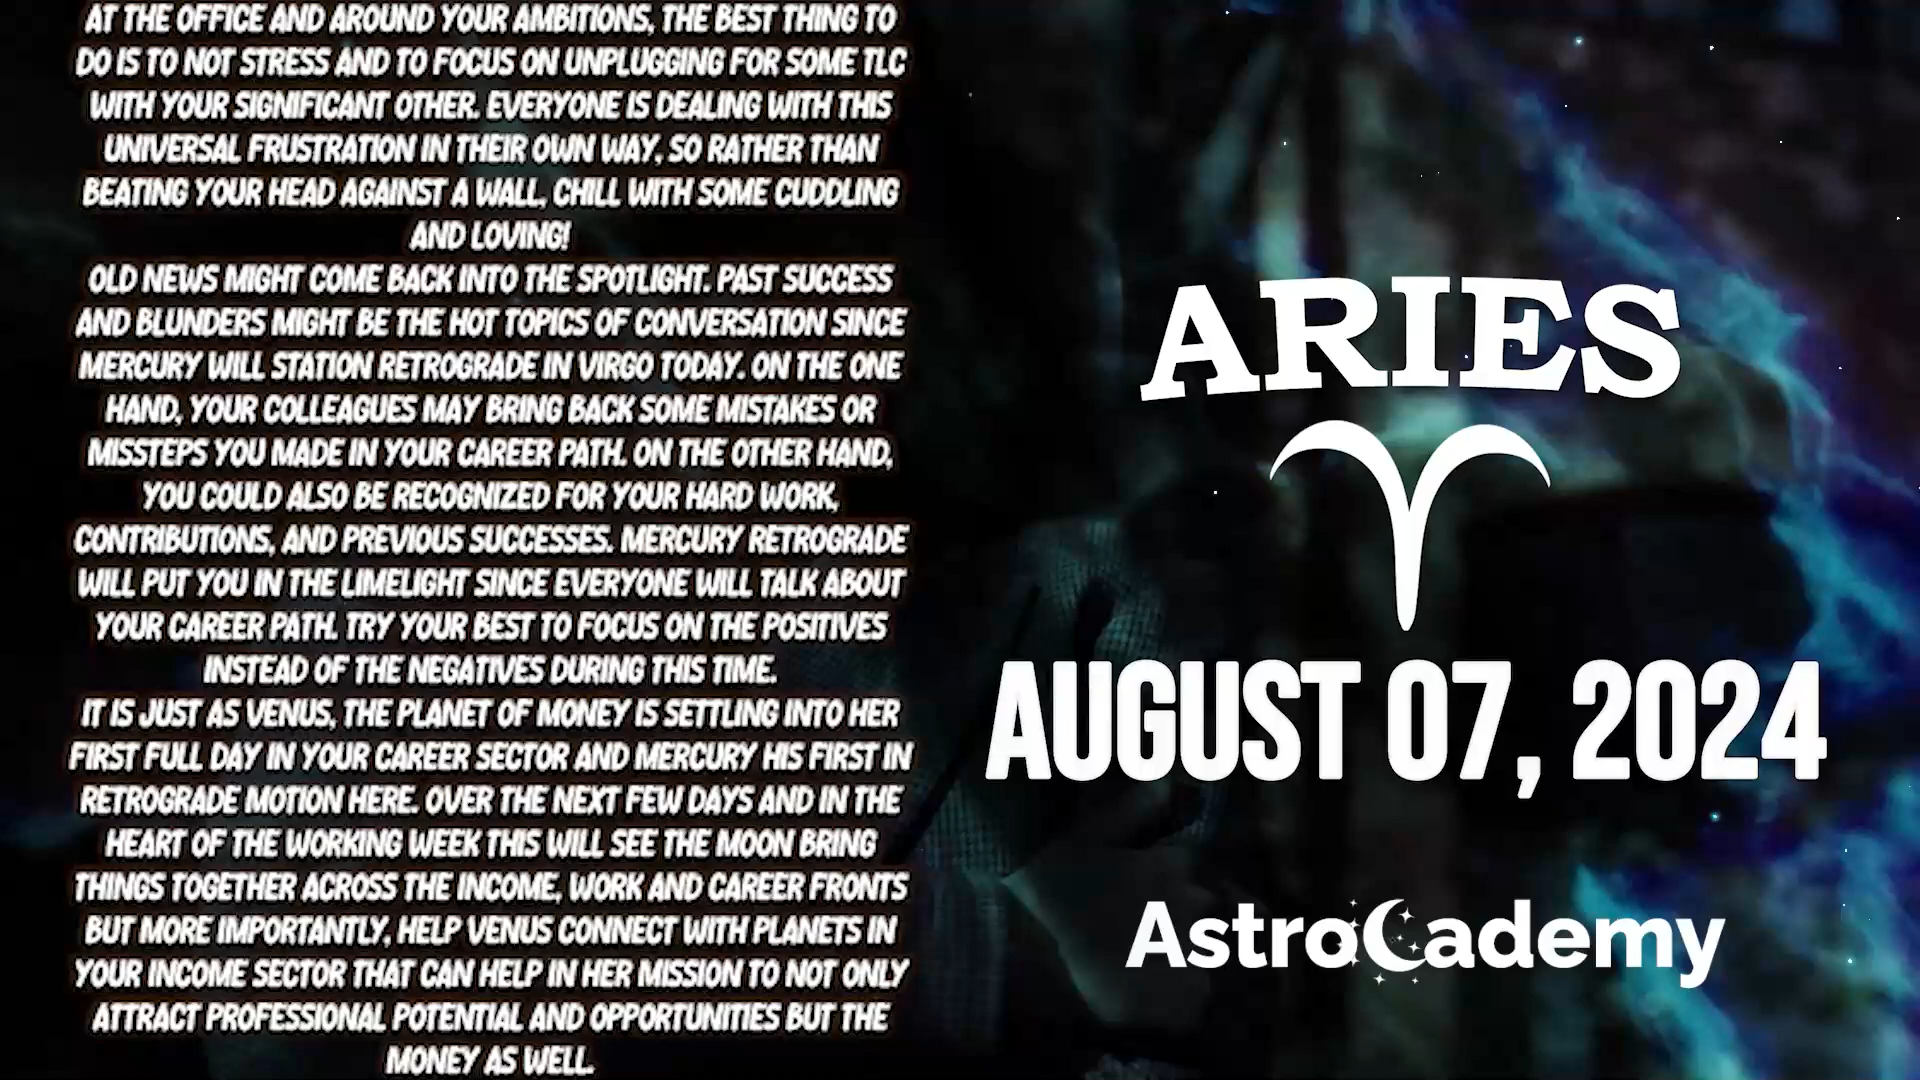 AT THE OFFICE AND AROUND YOUR AMBITIONS, THE BEST THING TO
DO IS TO NOT STRESS AND TO FOCUS ON UNPLUGGING FOR SOME TLC
WITH YOUR SIGNIFICANT OTHER. EVERYONE IS DEALING WITH THIS
UNIVERSAL FRUSTRATION IN THEIR OWN WAY, SO RATHER THAN
BEATING YOUR HEAD AGAINST A WALL, CHILL WITH SOME CUDDLING
AND LOVING!
OLD NEWS MIGHT COME BACK INTO THE SPOTLIGHT. PAST SUCCESS
AND BLUNDERS MIGHT BE THE HOT TOPICS OF CONVERSATION SINCE
MERCURY WILL STATION RETROGRADE IN VIRGO TODAY. ON THE ONE
HAND, YOUR COLLEAGUES MAY BRING BACK SOME MISTAKES OR
MISSTEPS YOU MADE IN YOUR CAREER PATH. ON THE OTHER HAND,
YOU COULD ALSO BE RECOGNIZED FOR YOUR HARD WORK,
CONTRIBUTIONS, AND PREVIOUS SUCCESSES. MERCURY RETROGRADE
WILL PUT YOU IN THE LIMELIGHT SINCE EVERYONE WILL TALK ABOUT
YOUR CAREER PATH. TRY YOUR BEST TO FOCUS ON THE POSITIVES
INSTEAD OF THE NEGATIVES DURING THIS TIME.
IT IS JUST AS VENUS, THE PLANET OF MONEY IS SETTLING INTO HER
FIRST FULL DAY IN YOUR CAREER SECTOR AND MERCURY HIS FIRST IN
RETROGRADE MOTION HERE. OVER THE NEXT FEW DAYS AND IN THE
HEART OF THE WORKING WEEK THIS WILL SEE THE MOON BRING
THINGS TOGETHER ACROSS THE INCOME, WORK AND CAREER FRONTS
BUT MORE IMPORTANTLY, HELP VENUS CONNECT WITH PLANETS IN
YOUR INCOME SECTOR THAT CAN HELP IN HER MISSION TO NOT ONLY
ATTRACT PROFESSIONAL POTENTIAL AND OPPORTUNITIES BUT THE
MONEY AS WELL.
ARIES
AUGUST 07, 2024
AstroCademy